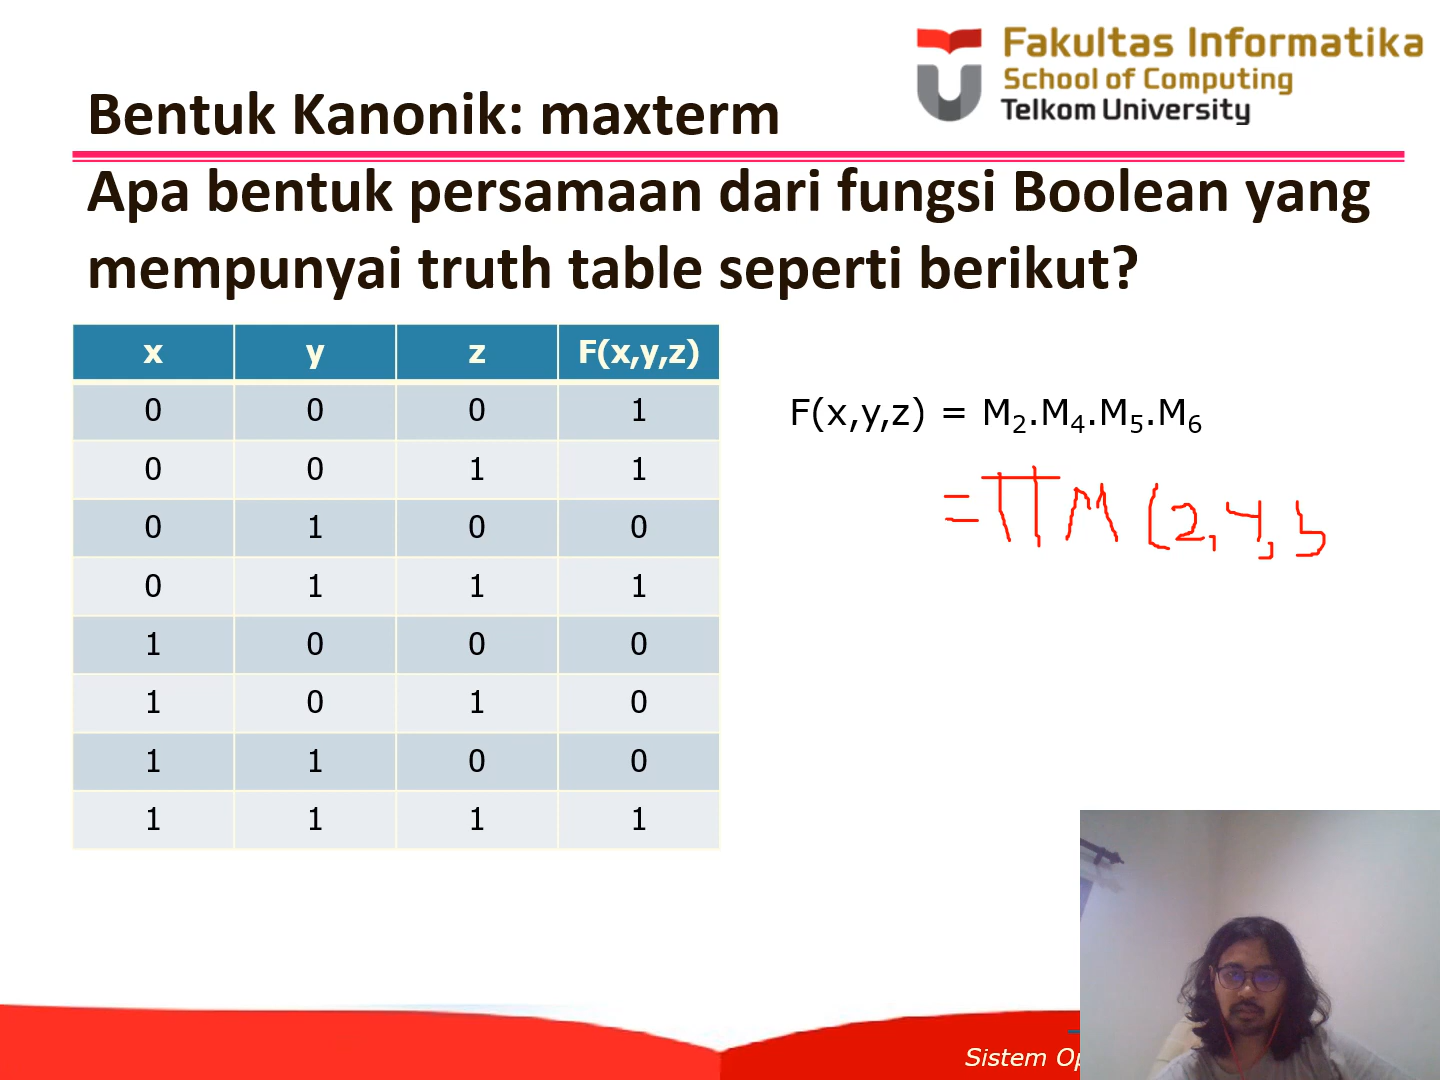 Fakultas Informatika
School of Computing
Telkom University
Bentuk Kanonik: maxterm
Apa bentuk persamaan dari fungsi Boolean yang
mempunyai truth table seperti berikut?
x y z F(x,y,z)
0 0 0 1
0 0 1 1
0 1 0 0
0 1 1 1
1 0 0 0
1 0 1 0
1 1 0 0
1 1 1 1
F(x,y,z) = M₂.M₄.M₅.M₆
= ΠM (2,4,5
Sistem